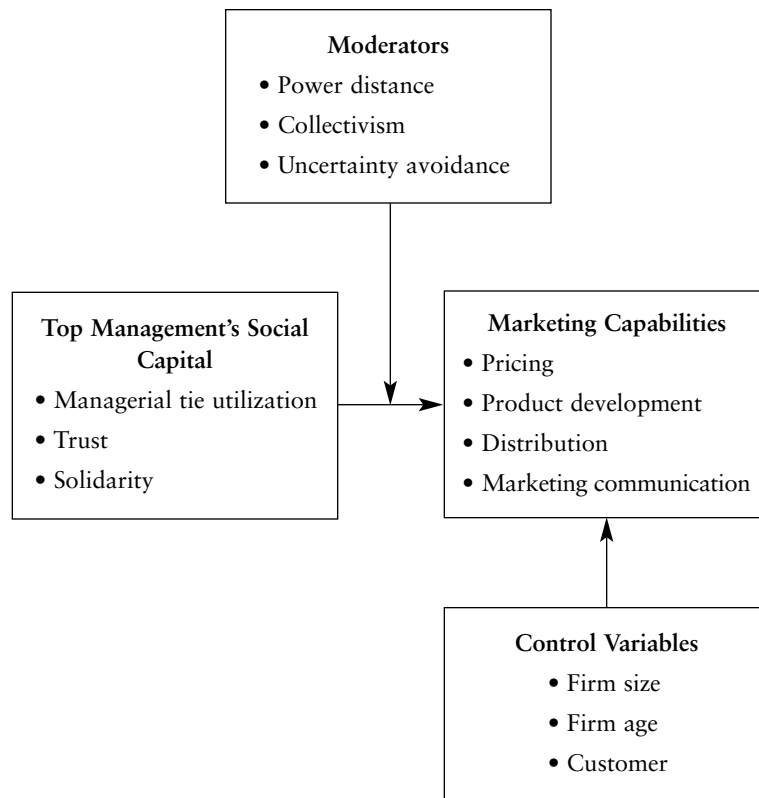 Moderators
• Power distance
• Collectivism
• Uncertainty avoidance
Top Management’s Social
Capital
• Managerial tie utilization
• Trust
• Solidarity
Marketing Capabilities
• Pricing
• Product development
• Distribution
• Marketing communication
Control Variables
• Firm size
• Firm age
• Customer